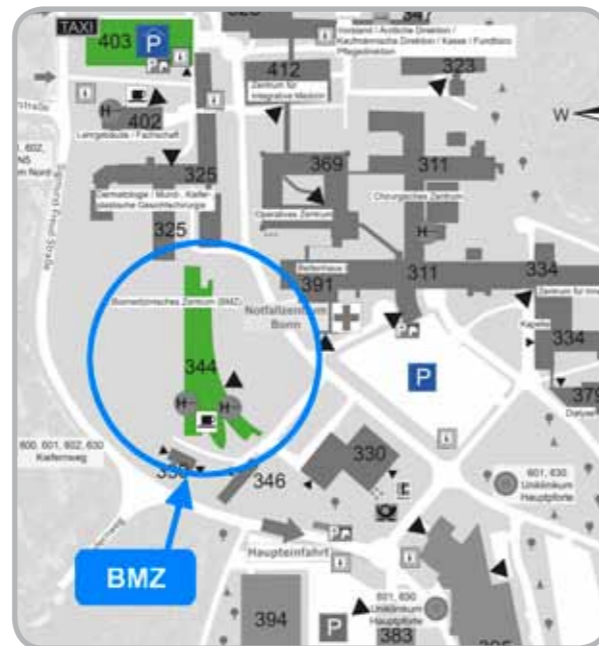 TAXI
403
P
412
Zentrum für
Integrative Medizin
Vorstand / Ärztliche Direktion /
Kaufmännische Direktion / Kasse / Fundbüro
Pflegedirektion
347
323
402
Lehrgebäude / Fachschaft
W
325
Dermatologie / Mund-, Kiefer-
plastische Gesichtschirurgie
325
369
Operatives Zentrum
311
Chirurgisches Zentrum
H
Sigmund Freud Straße
Bettenhaus I
391
311
334
Biomedizinisches Zentrum (BMZ)
Notfallzentrum
Bonn
344
H
H
P
Kapelle
334
379
600, 601, 602, 630
Kiefernweg
346
330
601, 630
Uniklinikum
Hauptpforte
BMZ
Haupteinfahrt
394
P
383
601, 630
Uniklinikum
Hauptpforte